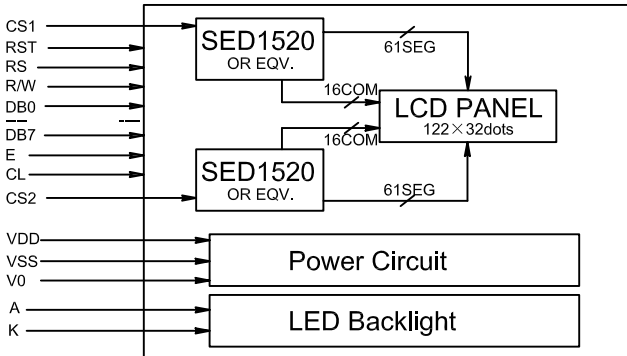 CS1
RST
RS
R/W
DB0
DB7
E
CL
CS2
VDD
VSS
V0
A
K
SED1520
OR EQV.
61SEG
16COM
LCD PANEL
122×32dots
16COM
SED1520
OR EQV.
61SEG
Power Circuit
LED Backlight